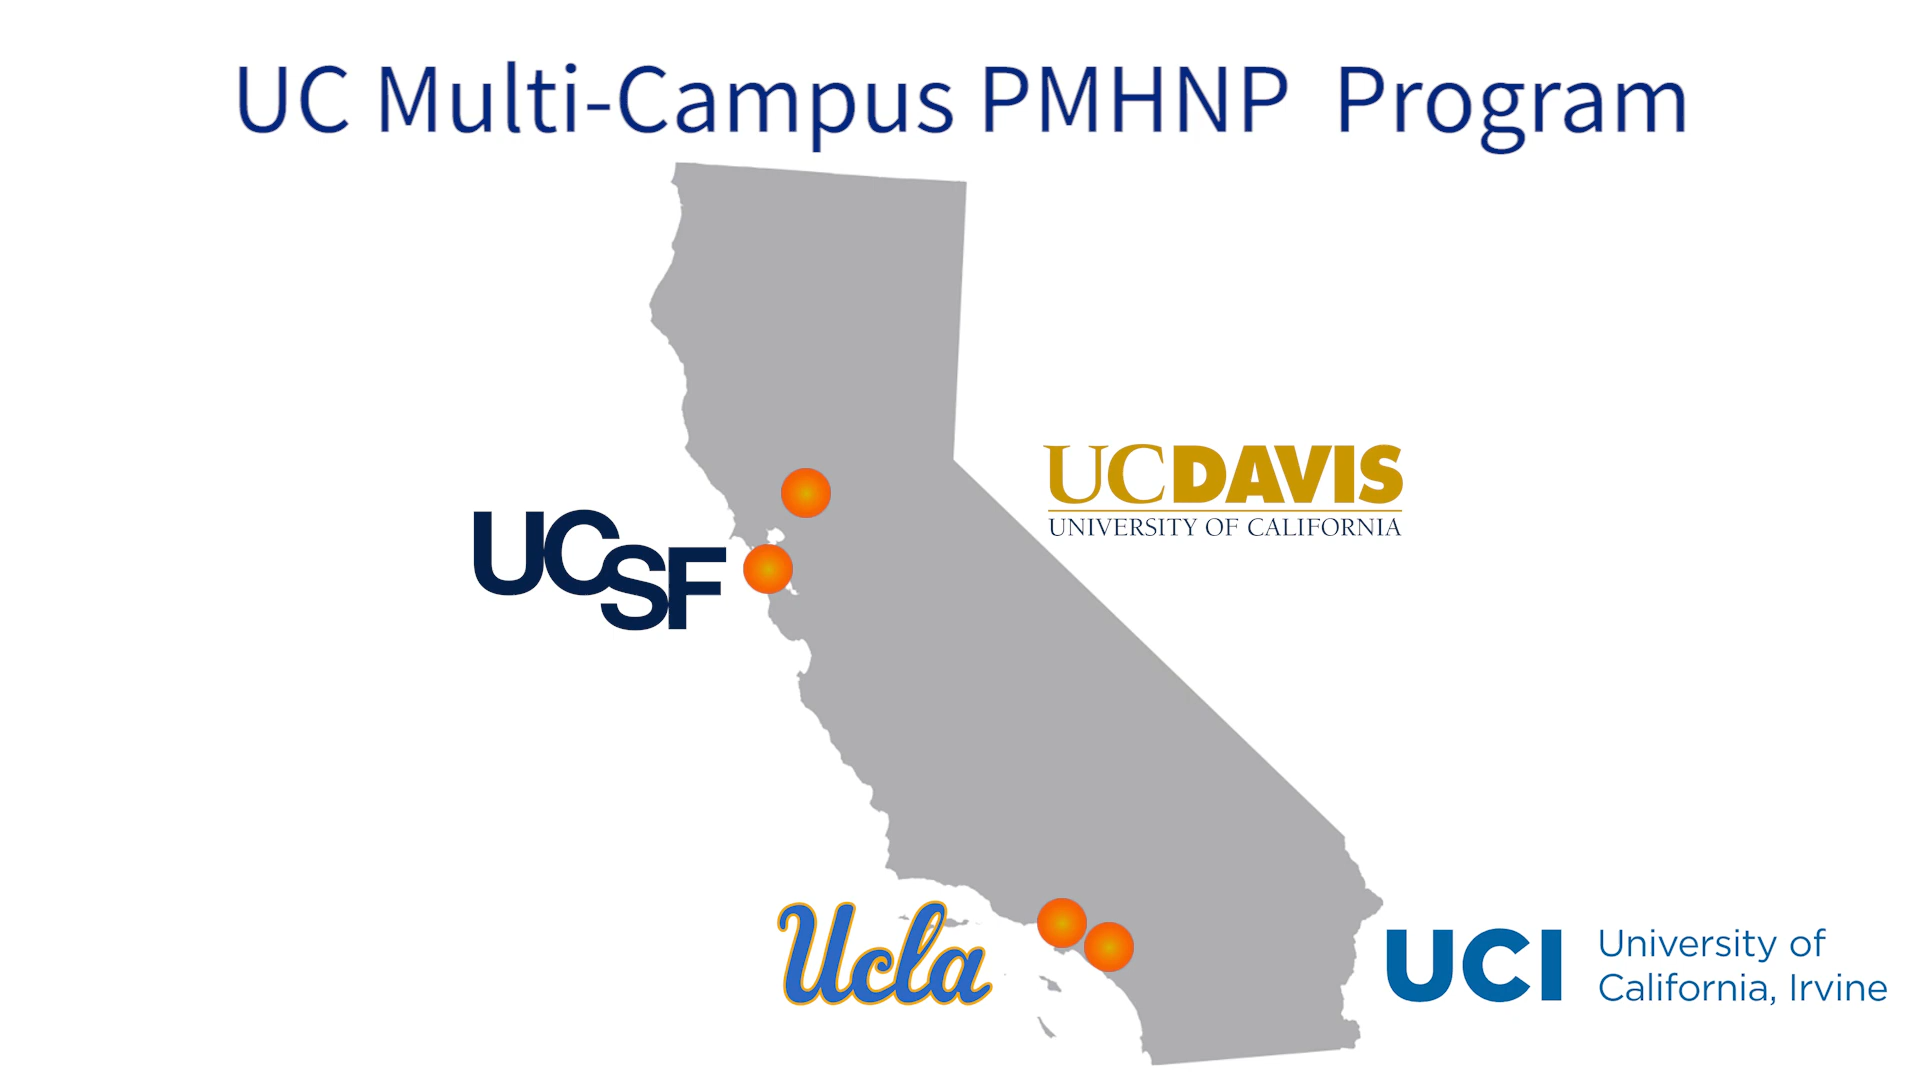 UC Multi-Campus PMHNP Program
UCDAVIS
UNIVERSITY OF CALIFORNIA
UCSF
Ucla
UCI University of
California, Irvine